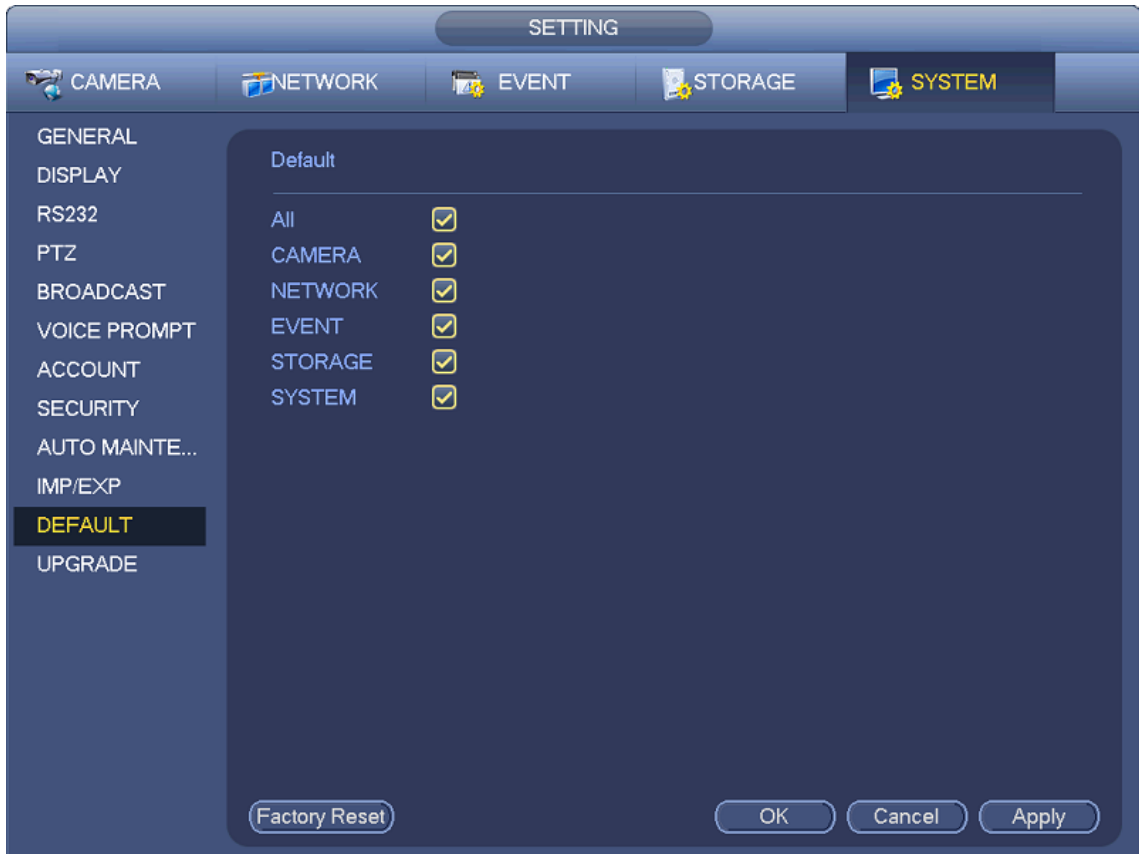 SETTING
CAMERA NETWORK EVENT STORAGE SYSTEM
GENERAL
DISPLAY
RS232
PTZ
BROADCAST
VOICE PROMPT
ACCOUNT
SECURITY
AUTO MAINTE...
IMP/EXP
DEFAULT
UPGRADE
Default
All
CAMERA
NETWORK
EVENT
STORAGE
SYSTEM
Factory Reset OK Cancel Apply